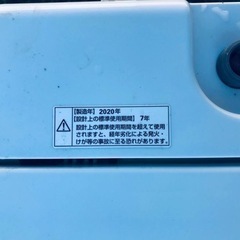 【製造年】2020年
【設計上の標準使用期間】7年
設計上の標準使用期間を超えて使用
されますと、経年劣化による発火・
けが等の事故に至る恐れがあります。